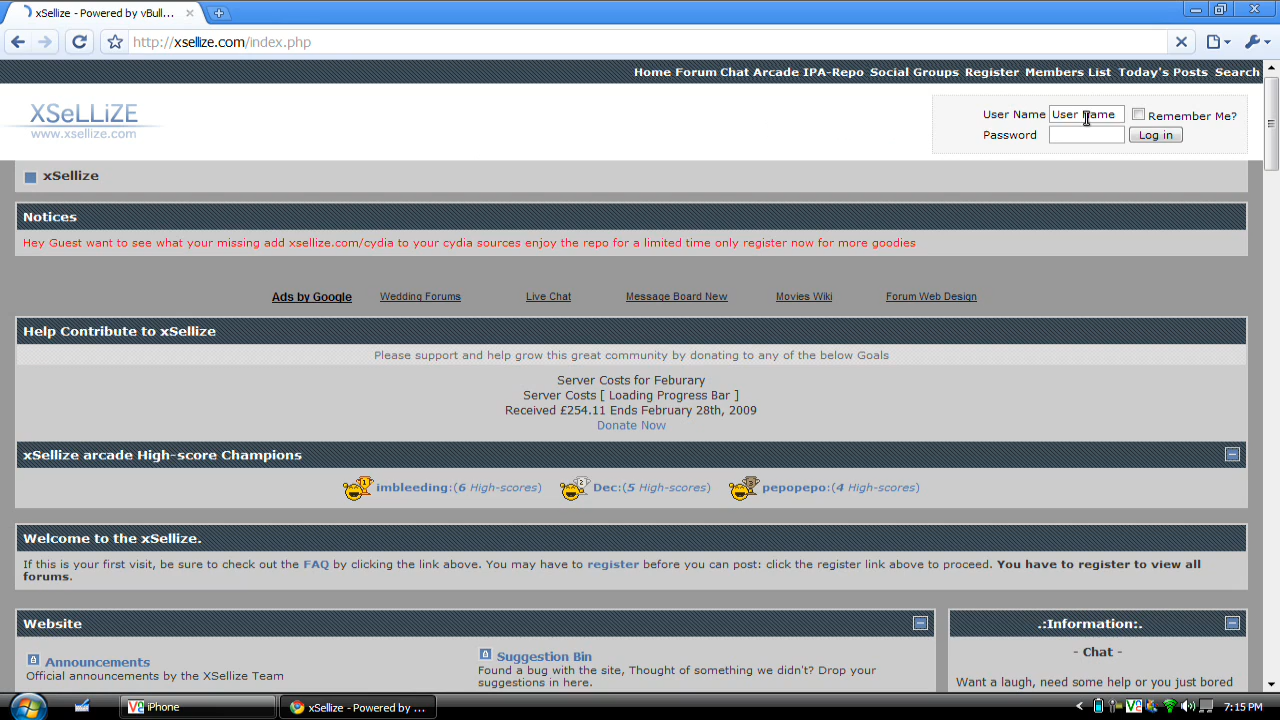 xSellize - Powered by vBull...
http://xsellize.com/index.php
Home Forum Chat Arcade IPA-Repo Social Groups Register Members List Today's Posts Search
XSeLLiZE
www.xsellize.com
User Name User Name Remember Me?
Password Log in
xSellize
Notices
Hey Guest want to see what your missing add xsellize.com/cydia to your cydia sources enjoy the repo for a limited time only register now for more goodies
Ads by Google Wedding Forums Live Chat Message Board New Movies Wiki Forum Web Design
Help Contribute to xSellize
Please support and help grow this great community by donating to any of the below Goals
Server Costs for Feburary
Server Costs [ Loading Progress Bar ]
Received £254.11 Ends February 28th, 2009
Donate Now
xSellize arcade High-score Champions
1 imbleeding:(6 High-scores) 2 Dec:(5 High-scores) 3 pepopepo:(4 High-scores)
Welcome to the xSellize.
If this is your first visit, be sure to check out the FAQ by clicking the link above. You may have to register before you can post: click the register link above to proceed. You have to register to view all
forums.
Website
Announcements
Official announcements by the XSellize Team
Suggestion Bin
Found a bug with the site, Thought of something we didn't? Drop your
suggestions in here.
.:Information:.
- Chat -
Want a laugh, need some help or you just bored
iPhone
xSellize - Powered by ...
7:15 PM